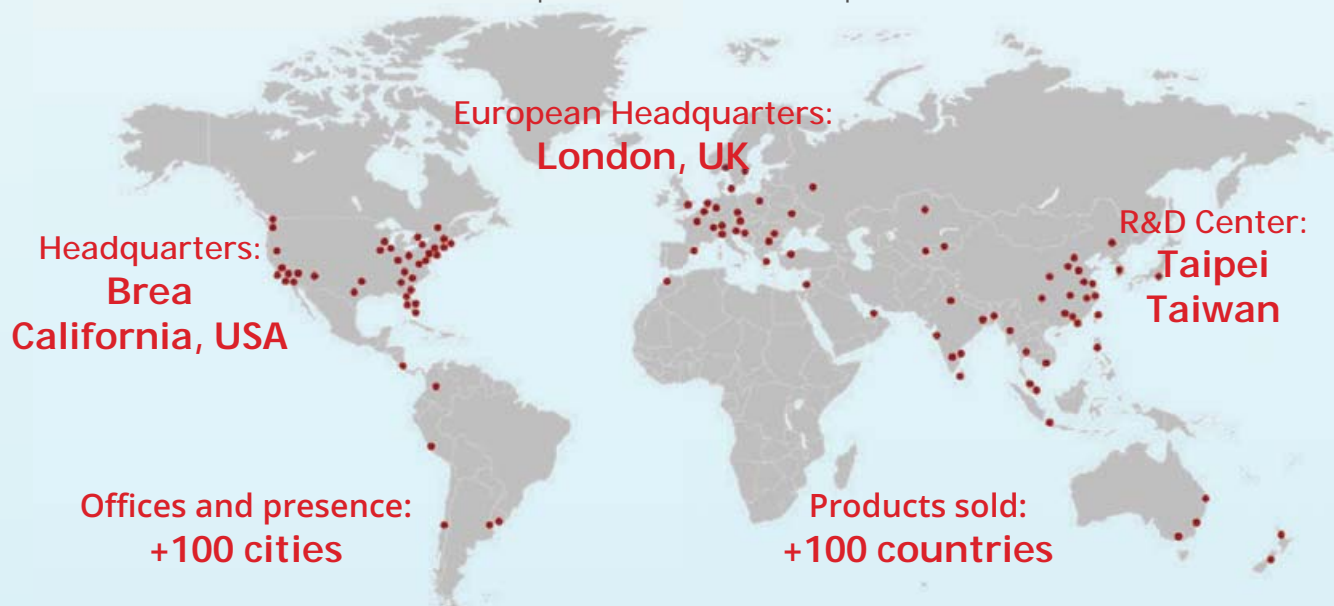 European Headquarters:
London, UK
Headquarters:
Brea
California, USA
R&D Center:
Taipei
Taiwan
Offices and presence:
+100 cities
Products sold:
+100 countries